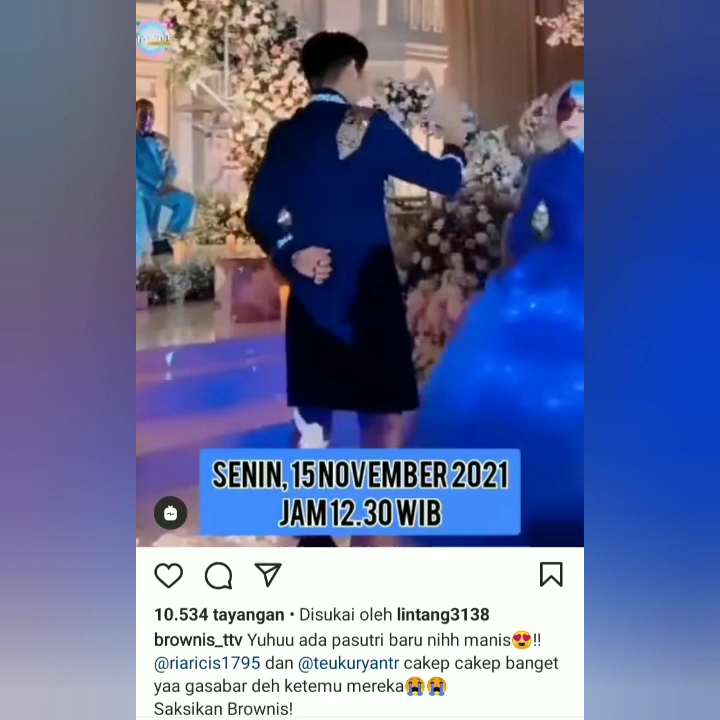 SENIN, 15 NOVEMBER 2021
JAM 12.30 WIB
10.534 tayangan • Disukai oleh lintang3138
brownis_ttv Yuhuu ada pasutri baru nihh manis😍!!
@riaricis1795 dan @teukuryantr cakep cakep banget
yaa gasabar deh ketemu mereka😭😭
Saksikan Brownis!